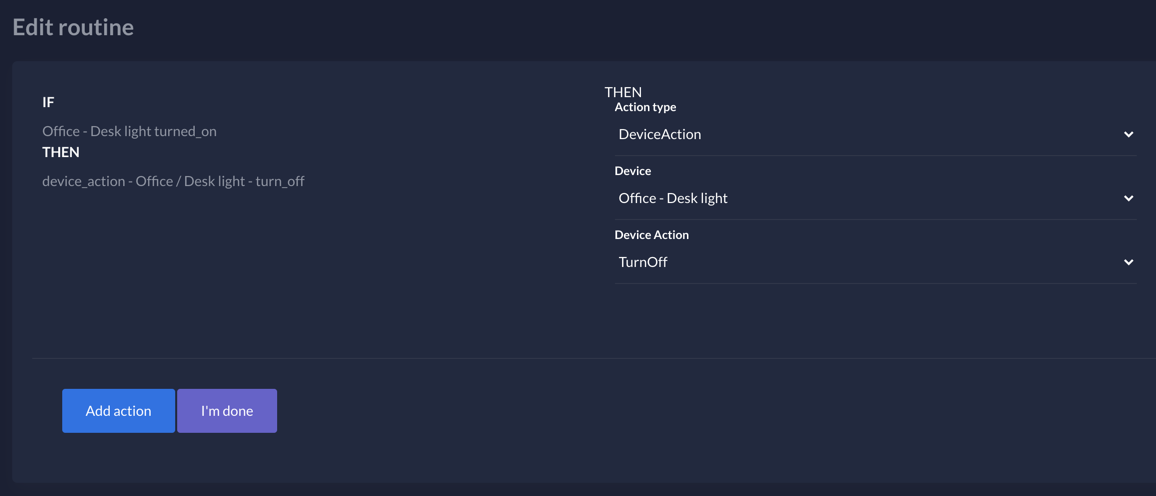 Edit routine
IF
Office - Desk light turned_on
THEN
device_action - Office / Desk light - turn_off
THEN
Action type
DeviceAction
Device
Office - Desk light
Device Action
TurnOff
Add action
I'm done